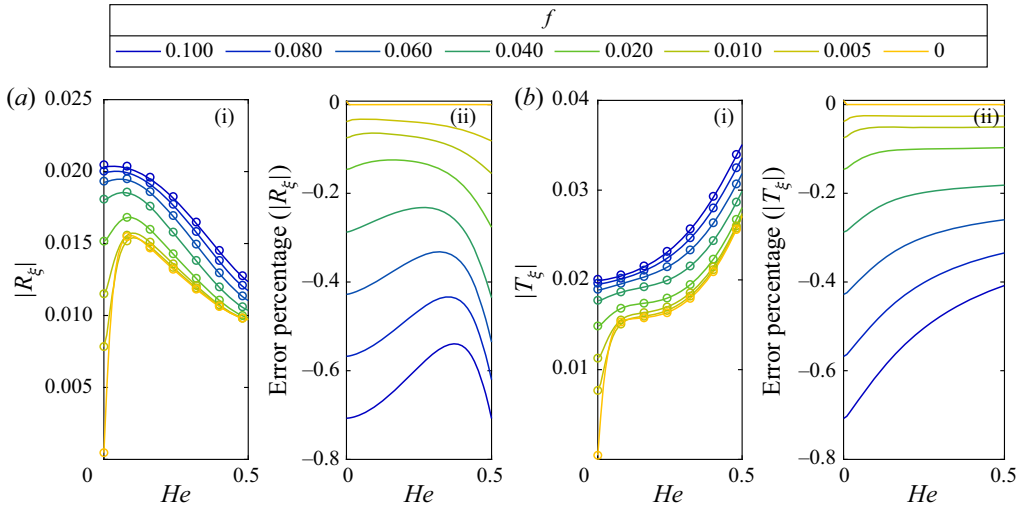 f
0.100 0.080 0.060 0.040 0.020 0.010 0.005 0
(a) (i) (ii) (b) (i) (ii)
0.025
0.020
0.015
0.010
0.005
0 0.5
|R_ξ|
He
0
–0.2
–0.4
–0.6
–0.8
0 0.5
Error percentage (|R_ξ|)
He
0.04
0.03
0.02
0.01
0 0.5
|T_ξ|
He
0
–0.2
–0.4
–0.6
–0.8
0 0.5
Error percentage (|T_ξ|)
He